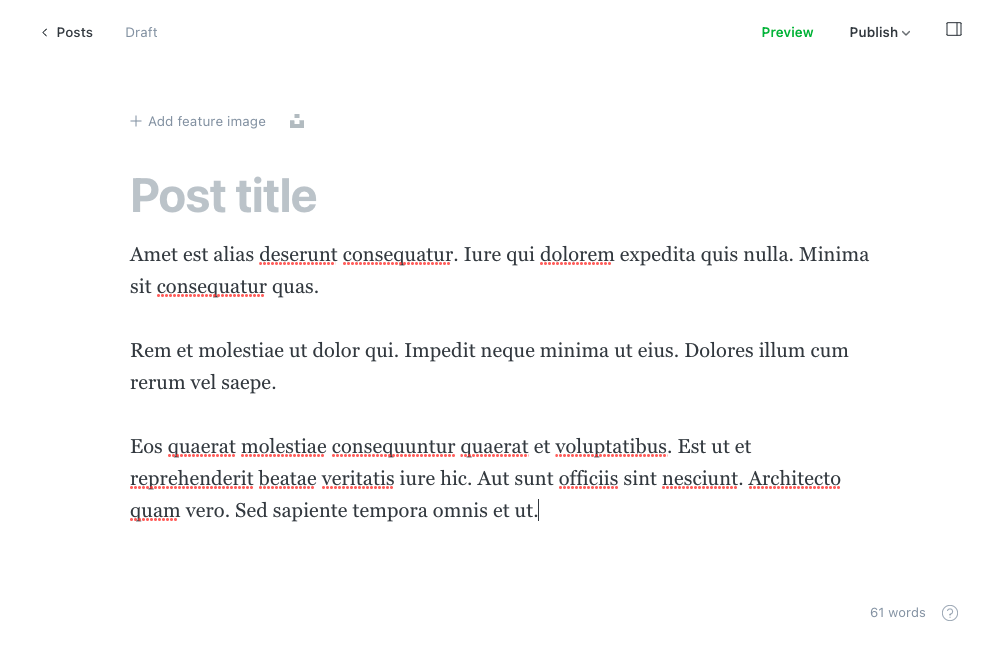 Posts
Draft
Preview
Publish
Add feature image
Post title
Amet est alias deserunt consequatur. Iure qui dolorem expedita quis nulla. Minima
sit consequatur quas.
Rem et molestiae ut dolor qui. Impedit neque minima ut eius. Dolores illum cum
rerum vel saepe.
Eos quaerat molestiae consequuntur quaerat et voluptatibus. Est ut et
reprehenderit beatae veritatis iure hic. Aut sunt officiis sint nesciunt. Architecto
quam vero. Sed sapiente tempora omnis et ut.
61 words
?